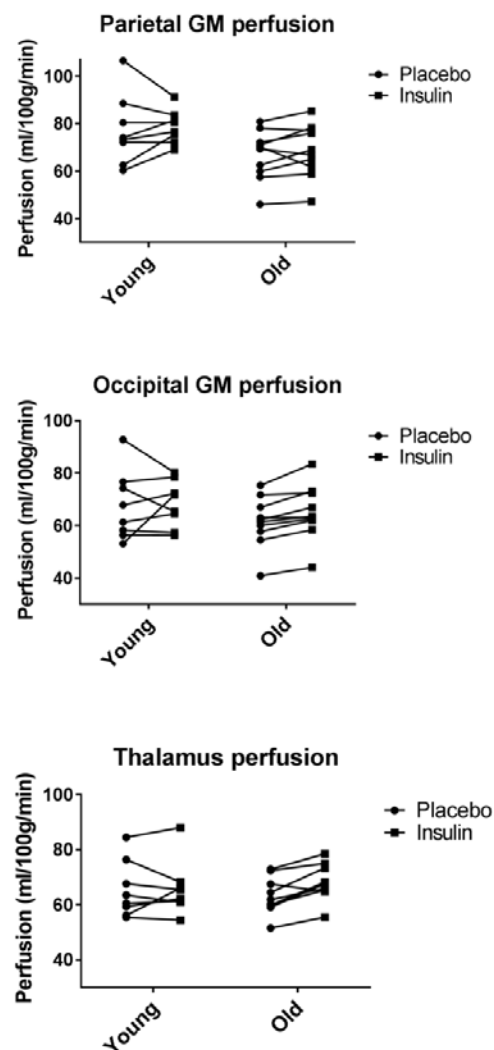 Parietal GM perfusion
Perfusion (ml/100g/min)
100
80
60
40
Young
Old
Placebo
Insulin
Occipital GM perfusion
Perfusion (ml/100g/min)
100
80
60
40
Young
Old
Placebo
Insulin
Thalamus perfusion
Perfusion (ml/100g/min)
100
80
60
40
Young
Old
Placebo
Insulin